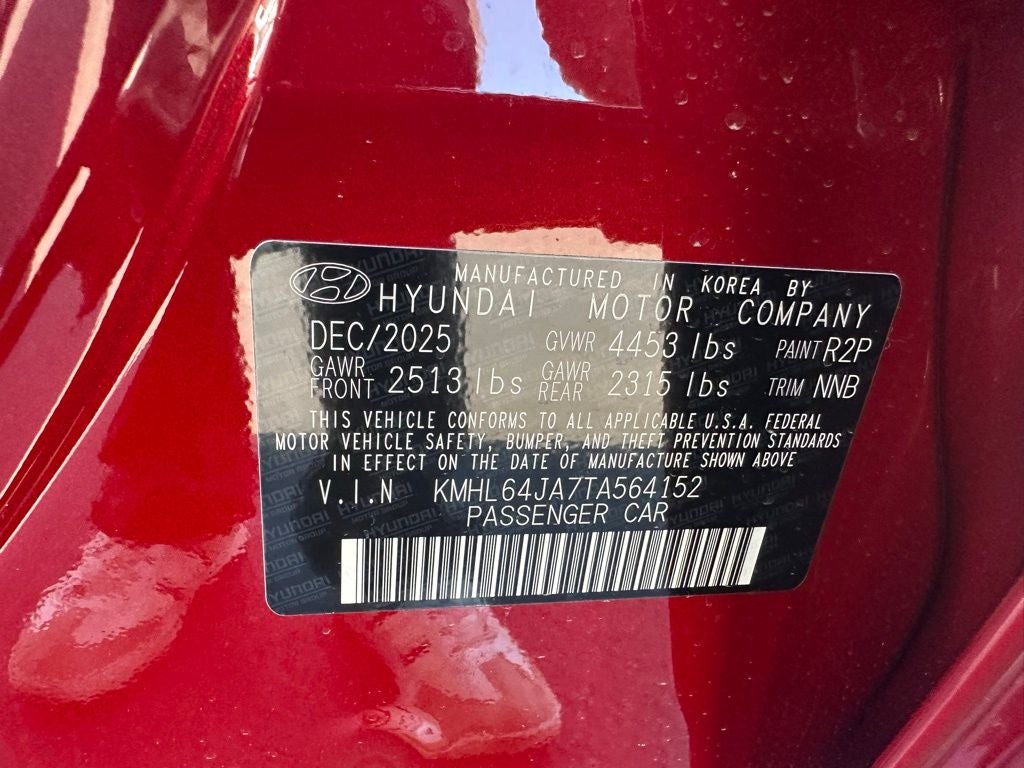 MANUFACTURED IN KOREA BY
HYUNDAI MOTOR COMPANY
DEC/2025 GVWR 4453 lbs PAINT R2P
GAWR FRONT 2513 lbs GAWR REAR 2315 lbs TRIM NNB
THIS VEHICLE CONFORMS TO ALL APPLICABLE U.S.A. FEDERAL
MOTOR VEHICLE SAFETY, BUMPER, AND THEFT PREVENTION STANDARDS
IN EFFECT ON THE DATE OF MANUFACTURE SHOWN ABOVE
V.I.N KMHL64JA7TA564152
PASSENGER CAR